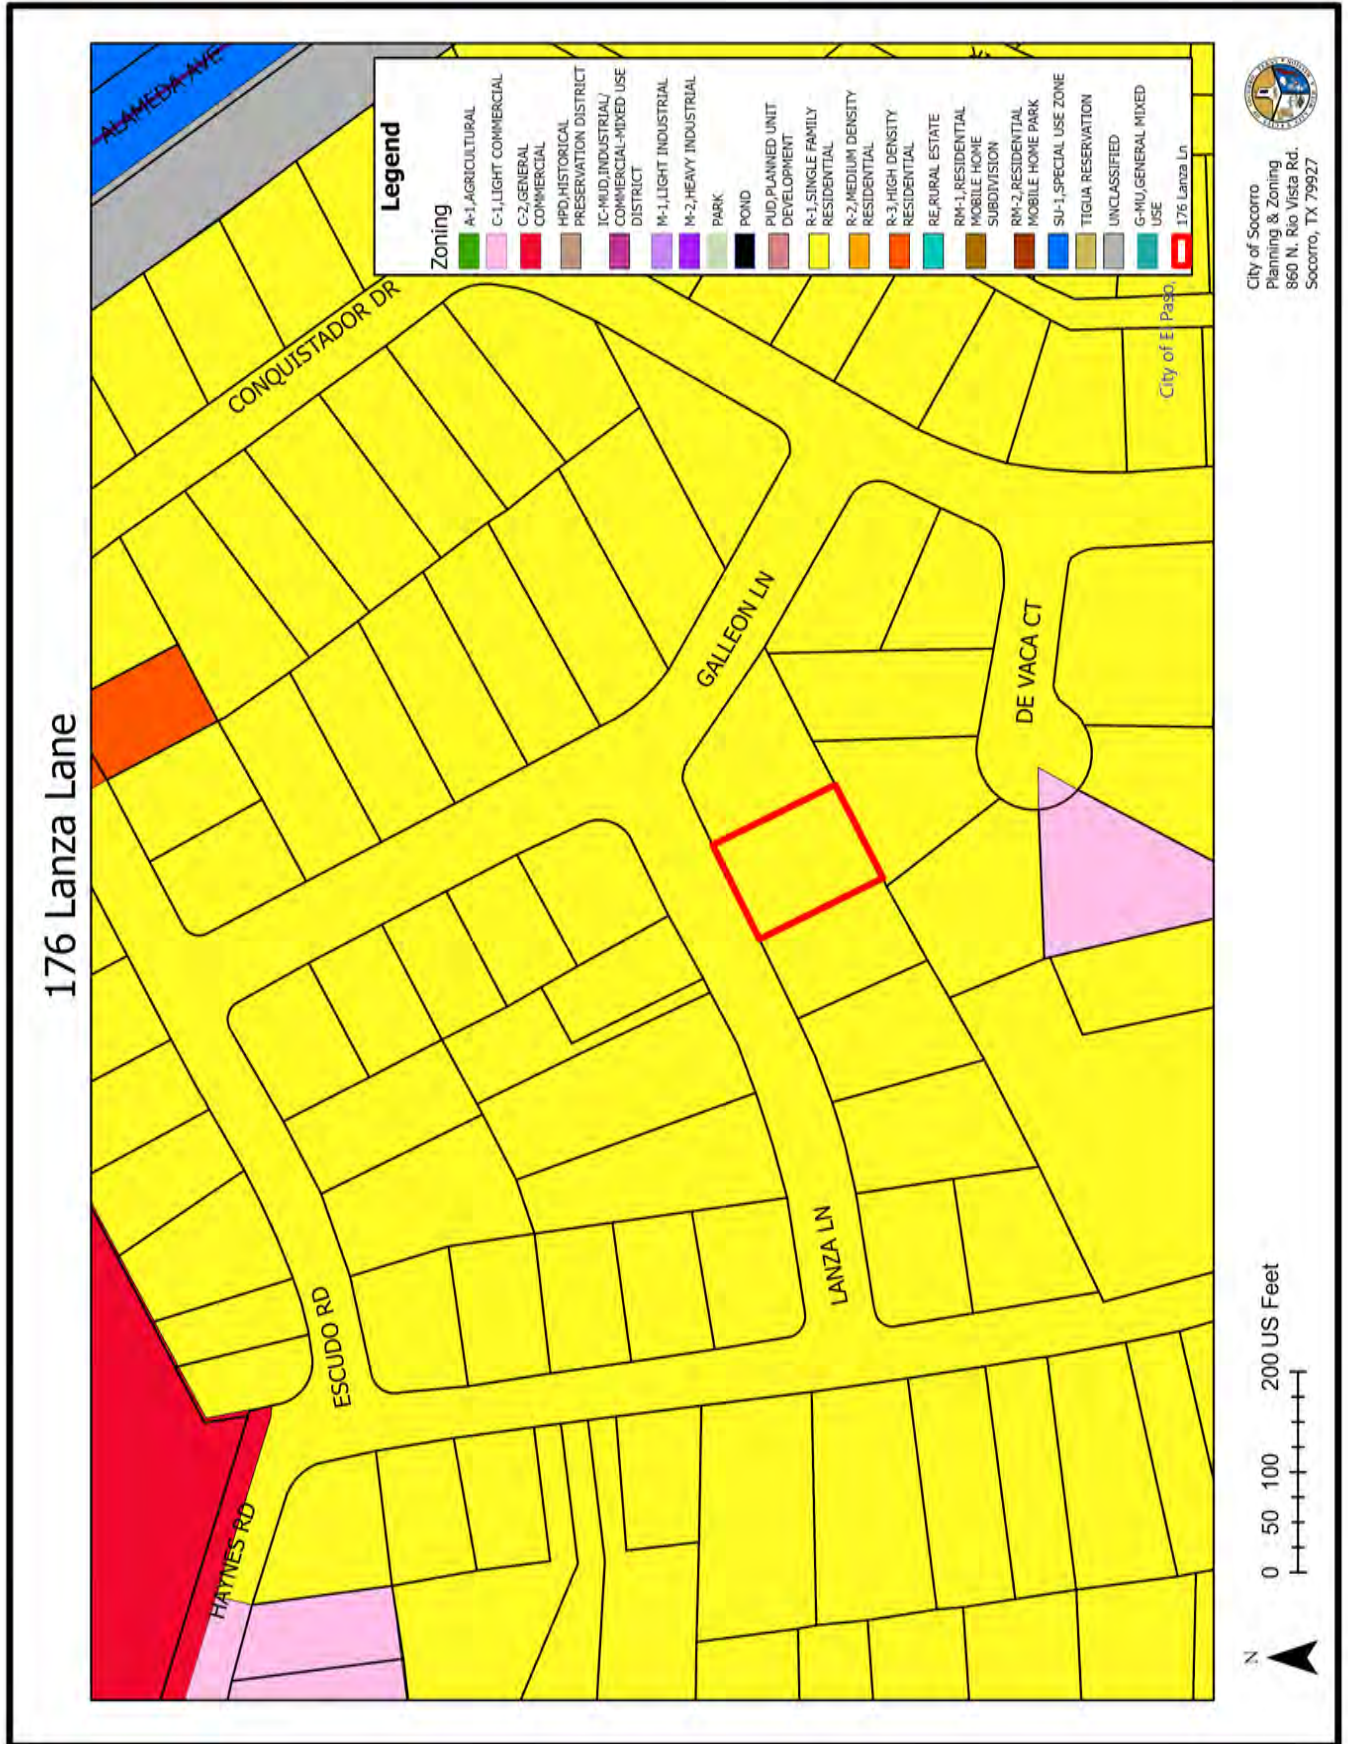 176 Lanza Lane
ALAMEDA AVE
CONQUISTADOR DR
GALLEON LN
DE VACA CT
ESCUDO RD
LANZA LN
HAYNES RD
City of El Paso,
Legend
Zoning
A-1,AGRICULTURAL
C-1,LIGHT COMMERCIAL
C-2,GENERAL
COMMERCIAL
HPD,HISTORICAL
PRESERVATION DISTRICT
IC-MUD,INDUSTRIAL/
COMMERCIAL-MIXED USE
DISTRICT
M-1,LIGHT INDUSTRIAL
M-2,HEAVY INDUSTRIAL
PARK
POND
PUD,PLANNED UNIT
DEVELOPMENT
R-1,SINGLE FAMILY
RESIDENTIAL
R-2,MEDIUM DENSITY
RESIDENTIAL
R-3,HIGH DENSITY
RESIDENTIAL
RE,RURAL ESTATE
RM-1,RESIDENTIAL
MOBILE HOME
SUBDIVISION
RM-2,RESIDENTIAL
MOBILE HOME PARK
SU-1,SPECIAL USE ZONE
TIGUA RESERVATION
UNCLASSIFIED
G-MU,GENERAL MIXED
USE
176 Lanza Ln
N
0 50 100 200 US Feet
City of Socorro
Planning & Zoning
860 N. Rio Vista Rd.
Socorro, TX 79927